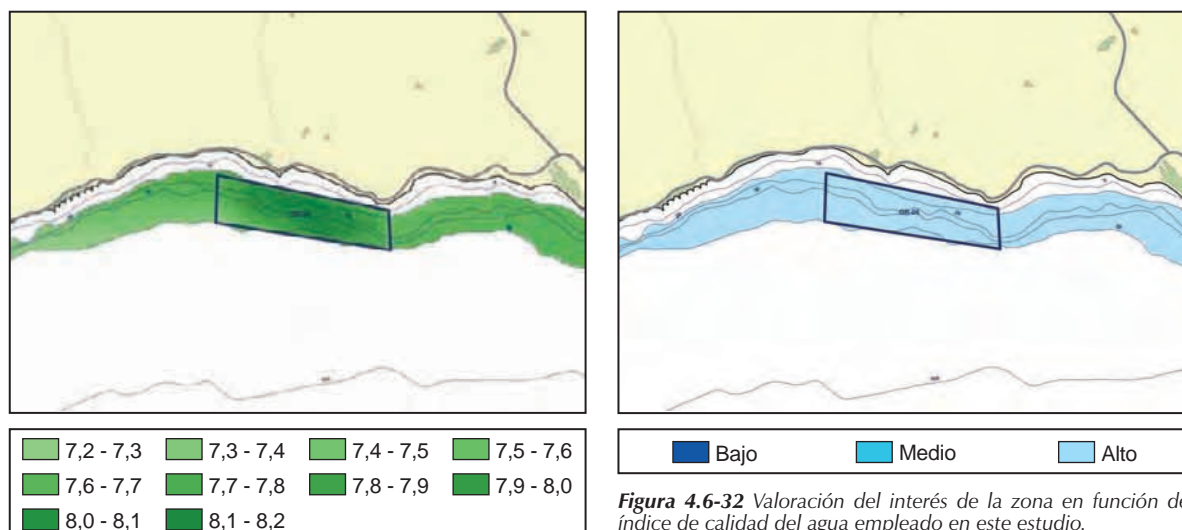 7,2 - 7,3 7,3 - 7,4 7,4 - 7,5 7,5 - 7,6
7,6 - 7,7 7,7 - 7,8 7,8 - 7,9 7,9 - 8,0
8,0 - 8,1 8,1 - 8,2
Bajo Medio Alto
Figura 4.6-32 Valoración del interés de la zona en función de
índice de calidad del agua empleado en este estudio.